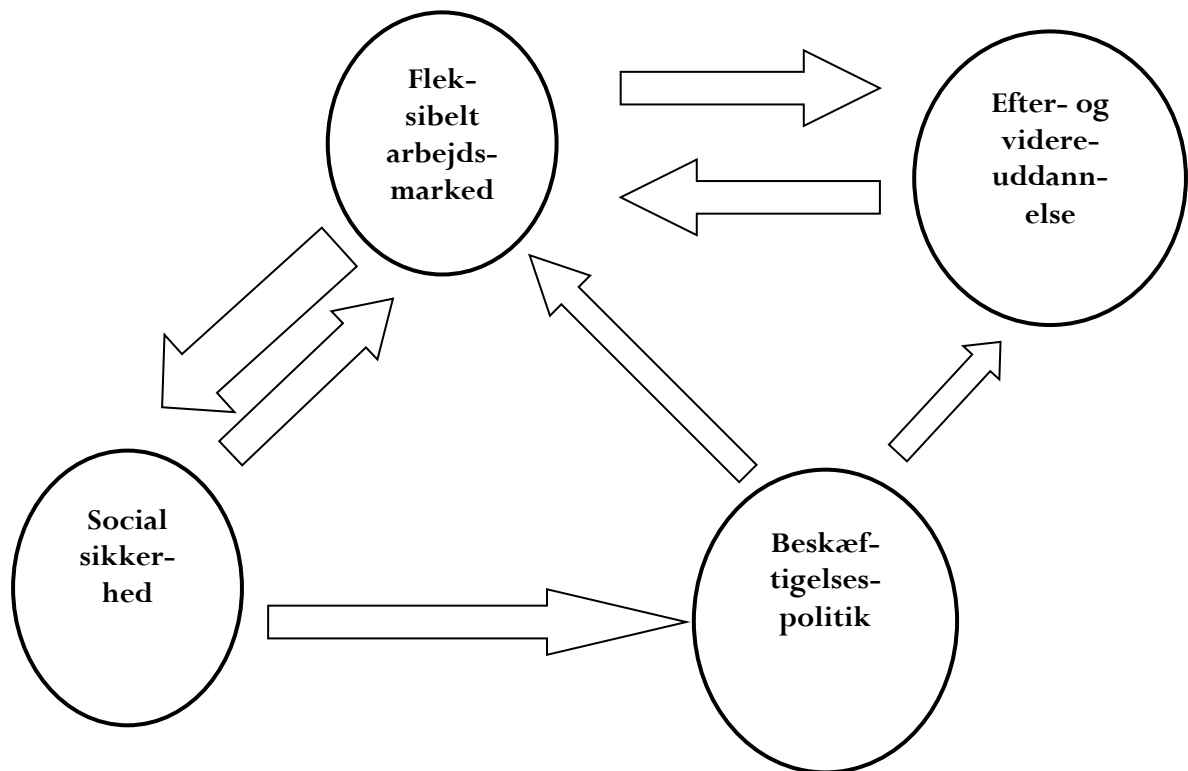 Flek-
sibelt
arbejds-
marked
Efter- og
videre-
uddann-
else
Social
sikker-
hed
Beskæf-
tigelses-
politik